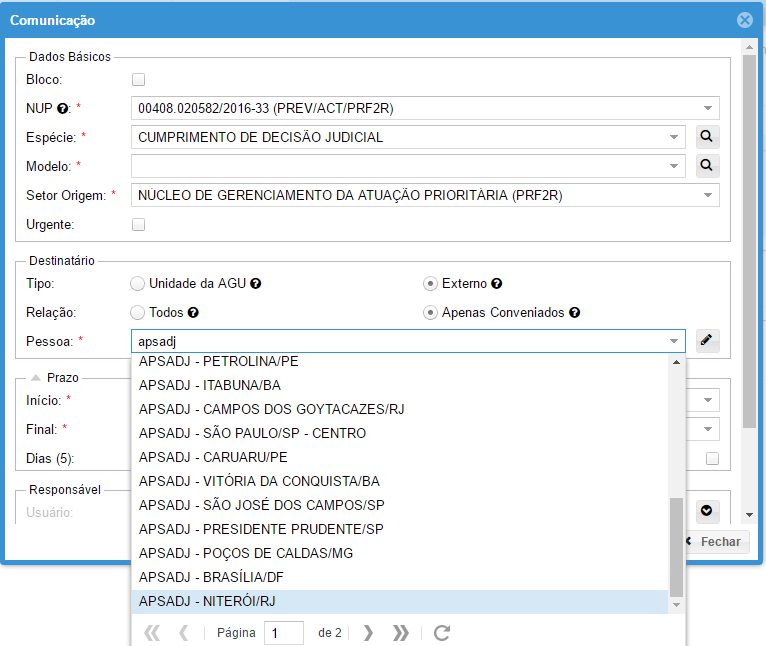 Comunicação
Dados Básicos
Bloco:
NUP ?: * 00408.020582/2016-33 (PREV/ACT/PRF2R)
Espécie: * CUMPRIMENTO DE DECISÃO JUDICIAL
Modelo: *
Setor Origem: * NÚCLEO DE GERENCIAMENTO DA ATUAÇÃO PRIORITÁRIA (PRF2R)
Urgente:
Destinatário
Tipo: Unidade da AGU ? Externo ?
Relação: Todos ? Apenas Conveniados ?
Pessoa: * apsadj
APSADJ - PETROLINA/PE
APSADJ - ITABUNA/BA
APSADJ - CAMPOS DOS GOYTACAZES/RJ
APSADJ - SÃO PAULO/SP - CENTRO
APSADJ - CARUARU/PE
APSADJ - VITÓRIA DA CONQUISTA/BA
APSADJ - SÃO JOSÉ DOS CAMPOS/SP
APSADJ - PRESIDENTE PRUDENTE/SP
APSADJ - POÇOS DE CALDAS/MG
APSADJ - BRASÍLIA/DF
APSADJ - NITERÓI/RJ
Página 1 de 2
Prazo
Início: *
Final: *
Dias (5):
Responsável
Usuário:
Fechar